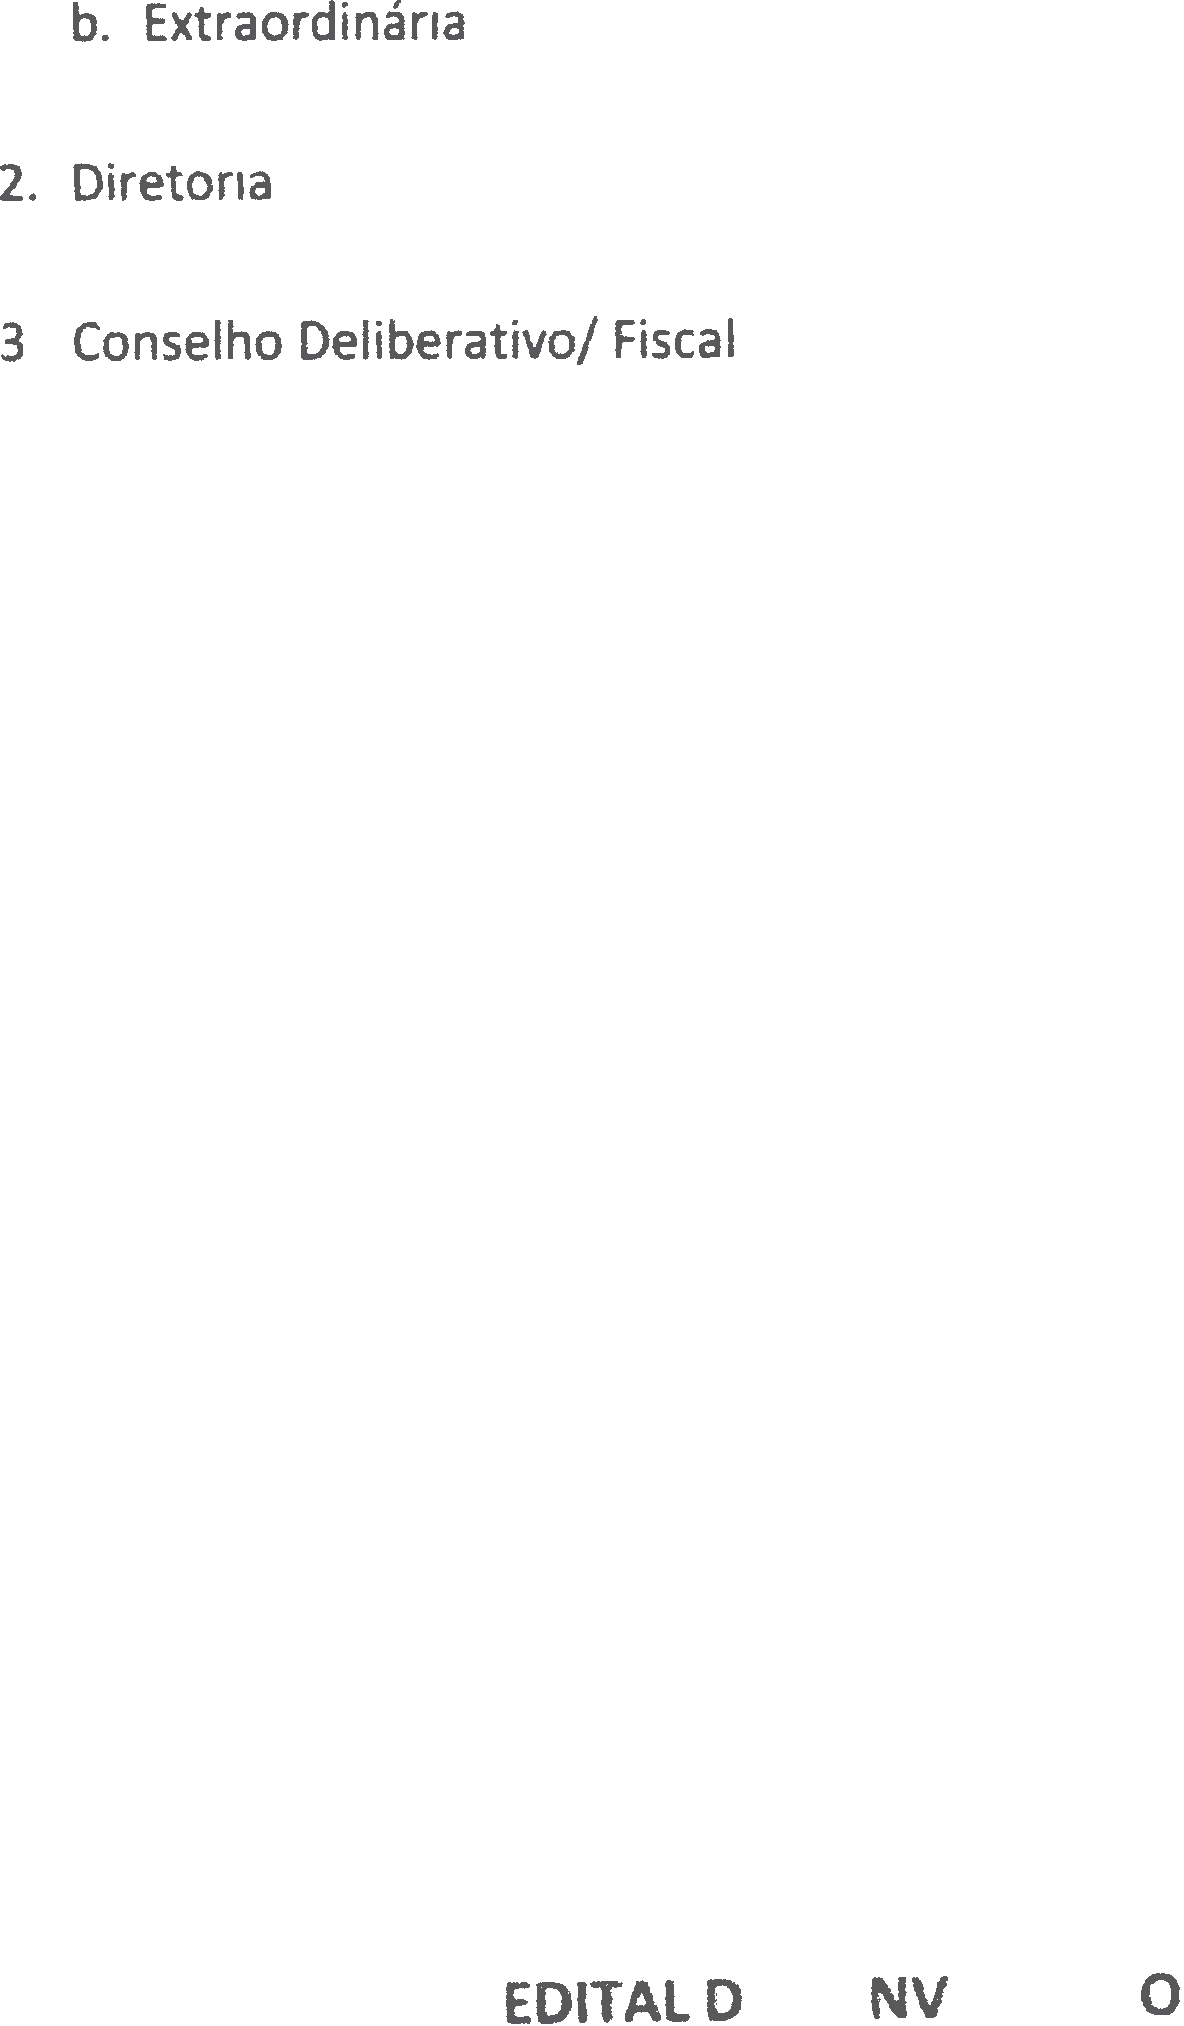 b. Extraordinária
2. Diretoria
3 Conselho Deliberativo/ Fiscal
EDITAL D NV O